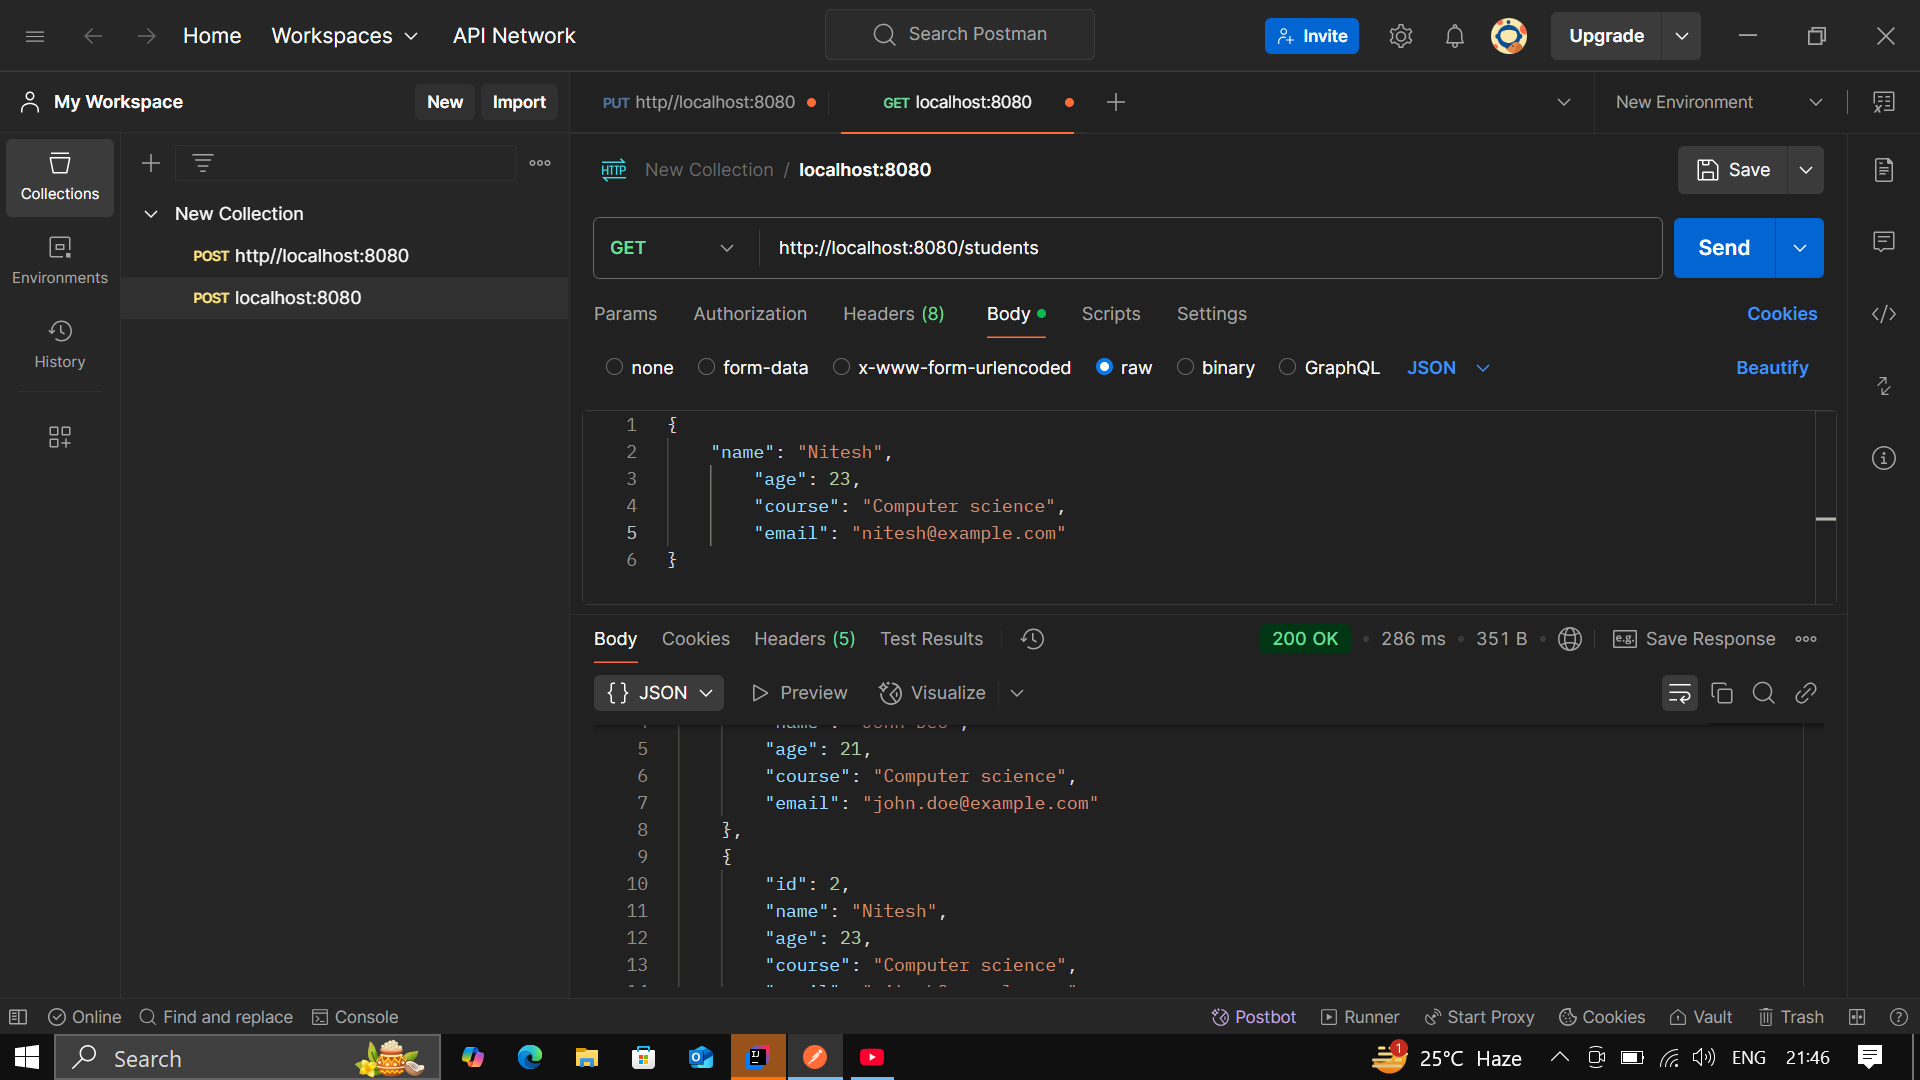 Home Workspaces API Network Search Postman Invite Upgrade
My Workspace New Import PUT http//localhost:8080 GET localhost:8080 New Environment
Collections
Environments
History
New Collection
POST http//localhost:8080
POST localhost:8080
HTTP New Collection / localhost:8080 Save
GET http://localhost:8080/students Send
Params Authorization Headers (8) Body Scripts Settings Cookies
none form-data x-www-form-urlencoded raw binary GraphQL JSON Beautify
1 {
2 "name": "Nitesh",
3 "age": 23,
4 "course": "Computer science",
5 "email": "nitesh@example.com"
6 }
Body Cookies Headers (5) Test Results 200 OK 286 ms 351 B e.g. Save Response
{} JSON Preview Visualize
5 "age": 21,
6 "course": "Computer science",
7 "email": "john.doe@example.com"
8 },
9 {
10 "id": 2,
11 "name": "Nitesh",
12 "age": 23,
13 "course": "Computer science",
Online Find and replace Console Postbot Runner Start Proxy Cookies Vault Trash
Search 1 25°C Haze ENG 21:46